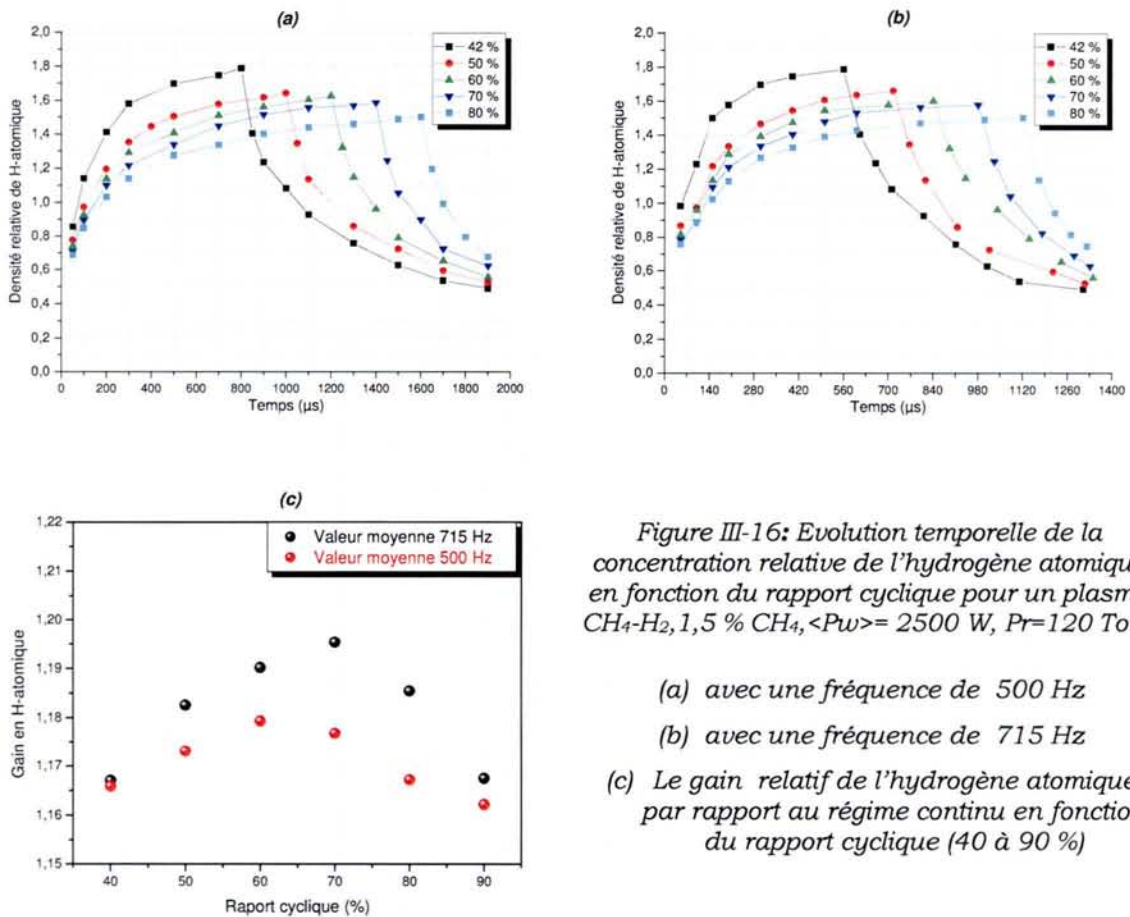 (a)
2,0
1,8
1,6
1,4
1,2
1,0
0,8
0,6
0,4
0,2
0,0
Densité relative de H-atomique
42 %
50 %
60 %
70 %
80 %
0 200 400 600 800 1000 1200 1400 1600 1800 2000
Temps (µs)
(b)
2,0
1,8
1,6
1,4
1,2
1,0
0,8
0,6
0,4
0,2
0,0
Densité relative de H-atomique
42 %
50 %
60 %
70 %
80 %
0 140 280 420 560 700 840 980 1120 1260 1400
Temps (µs)
(c)
1,22
1,21
1,20
1,19
1,18
1,17
1,16
1,15
Gain en H-atomique
Valeur moyenne 715 Hz
Valeur moyenne 500 Hz
40 50 60 70 80 90
Raport cyclique (%)
Figure III-16: Evolution temporelle de la
concentration relative de l'hydrogène atomiqu
en fonction du rapport cyclique pour un plasm
CH₄-H₂,1,5 % CH₄,<Pw>= 2500 W, Pr=120 To
(a) avec une fréquence de 500 Hz
(b) avec une fréquence de 715 Hz
(c) Le gain relatif de l'hydrogène atomique
par rapport au régime continu en fonctio
du rapport cyclique (40 à 90 %)